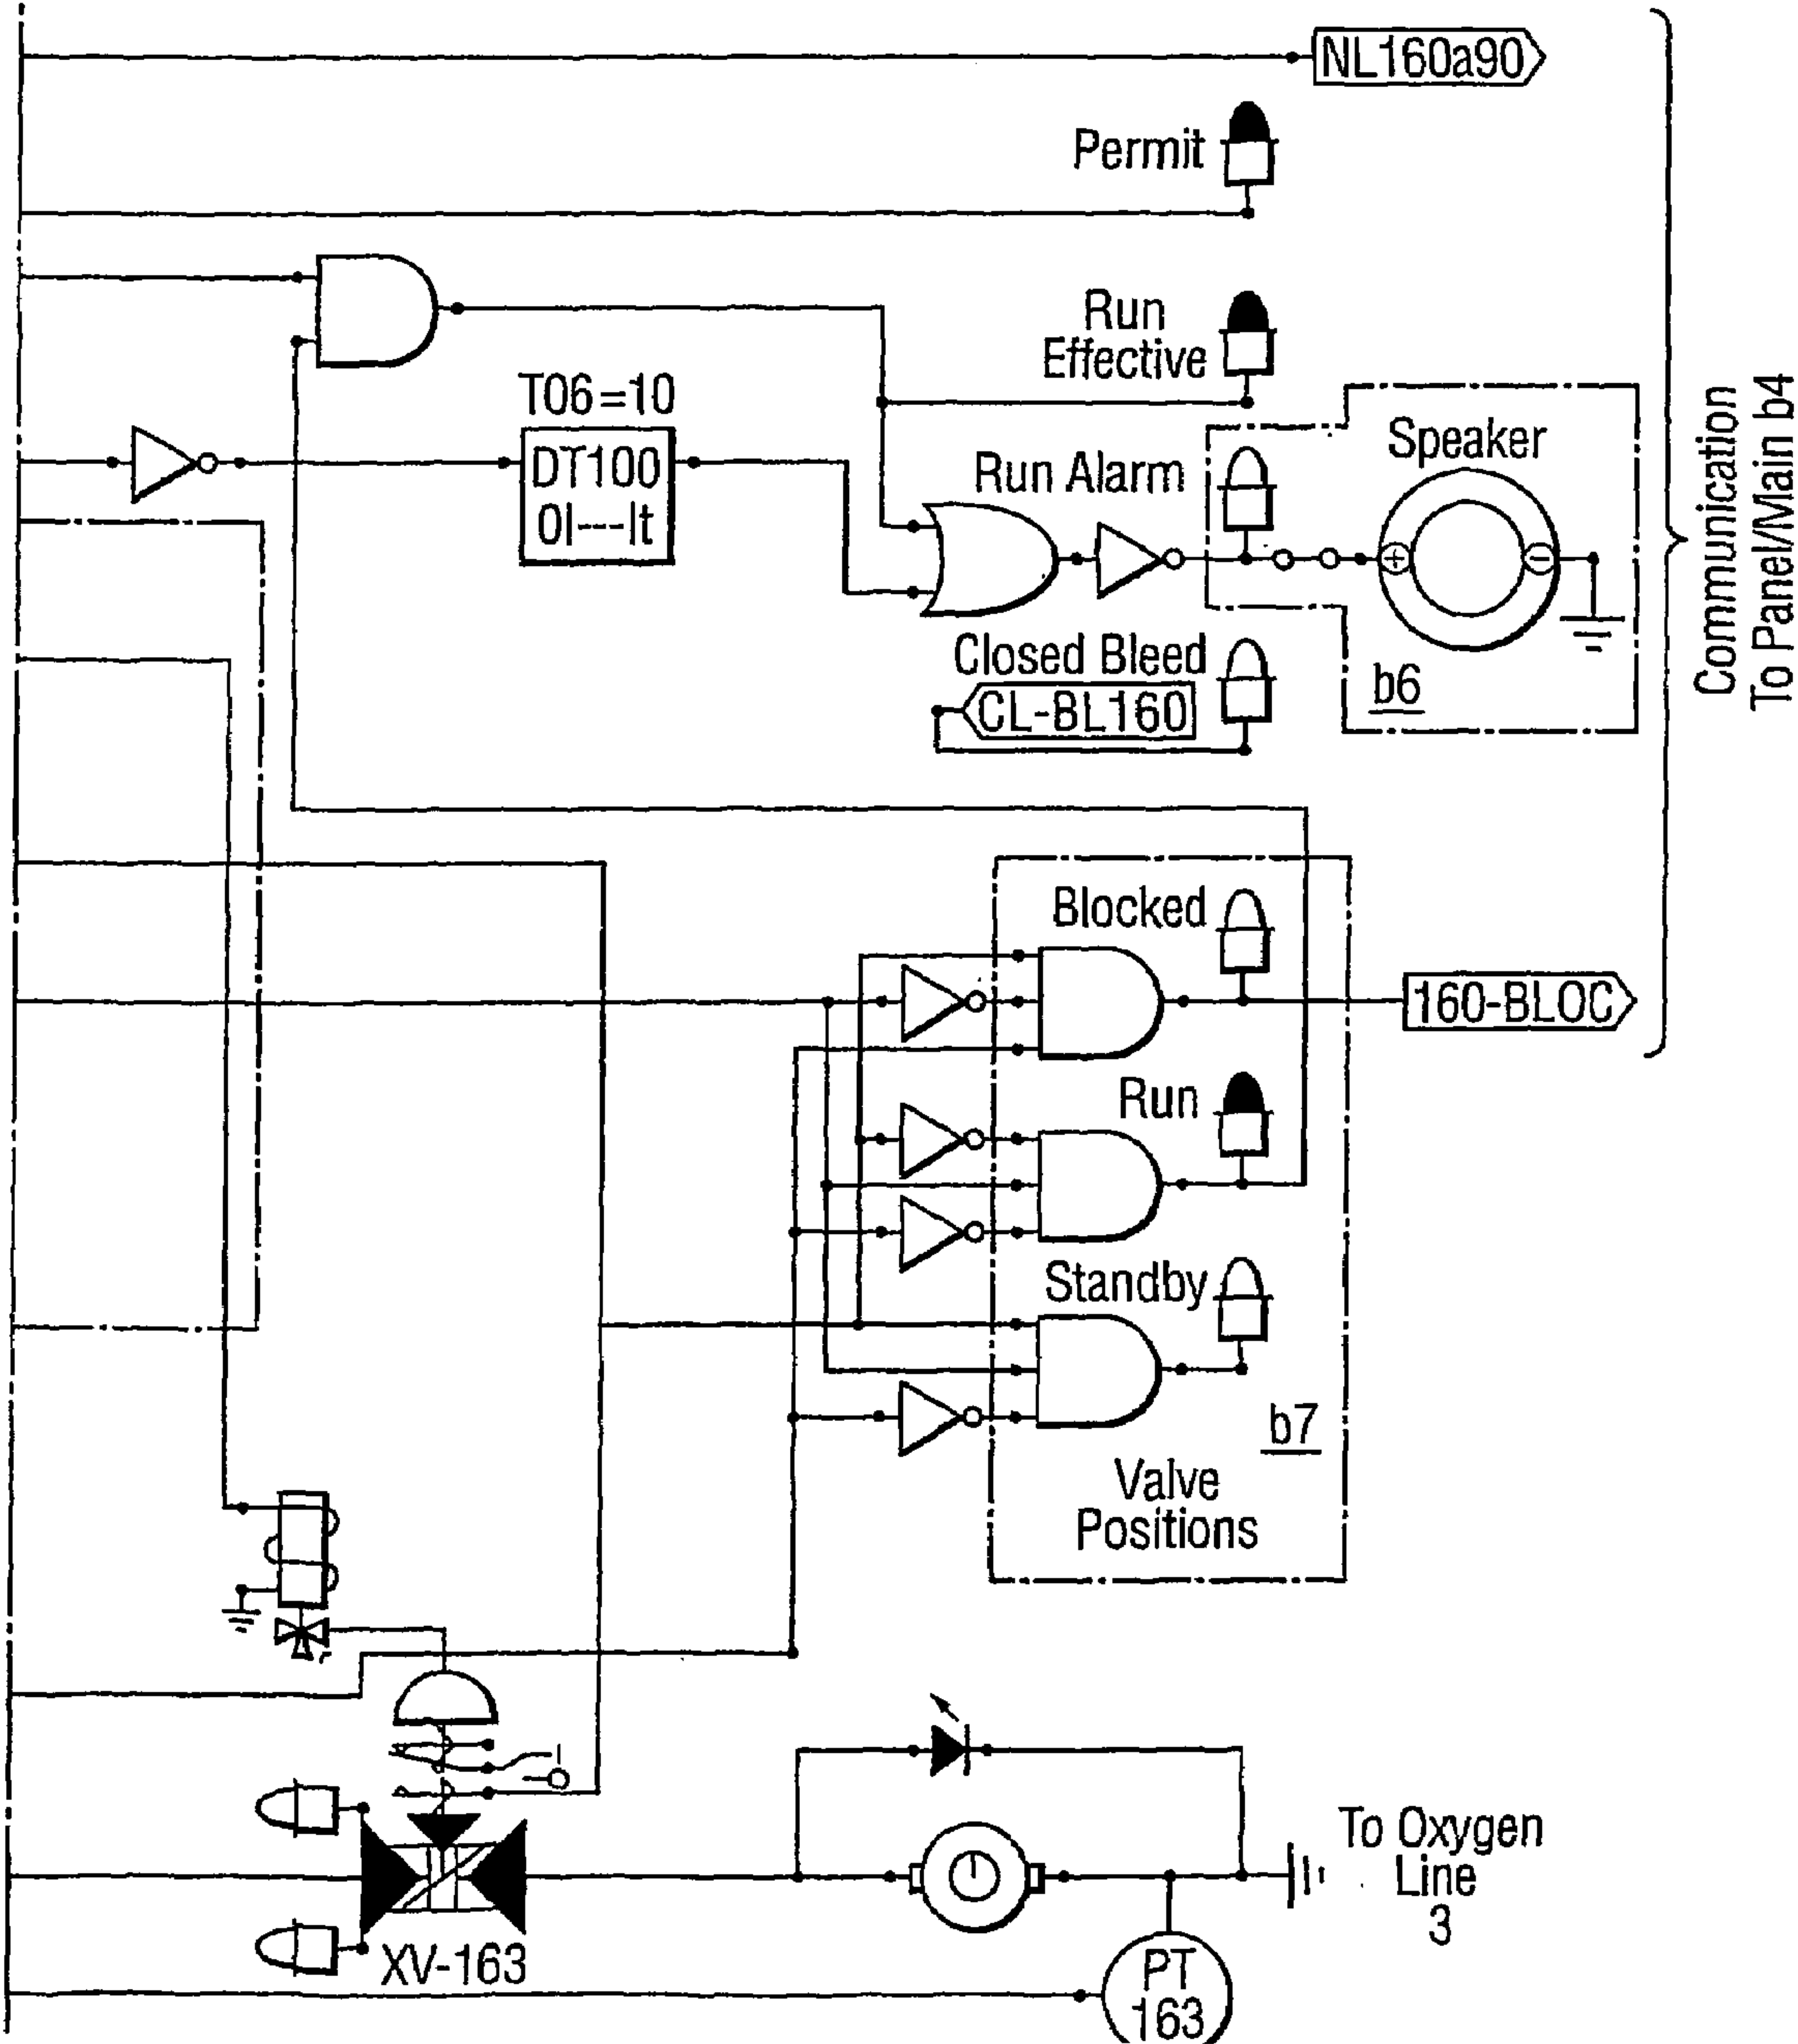 NL160a90
Permit
Run
Effective
T06=10
DT100
0I---It
Run Alarm
Speaker
Closed Bleed
CL-BL160
b6
Communication
To Panel/Main b4
Blocked
160-BLOC
Run
Standby
b7
Valve
Positions
To Oxygen
Line
3
XV-163
PT
163